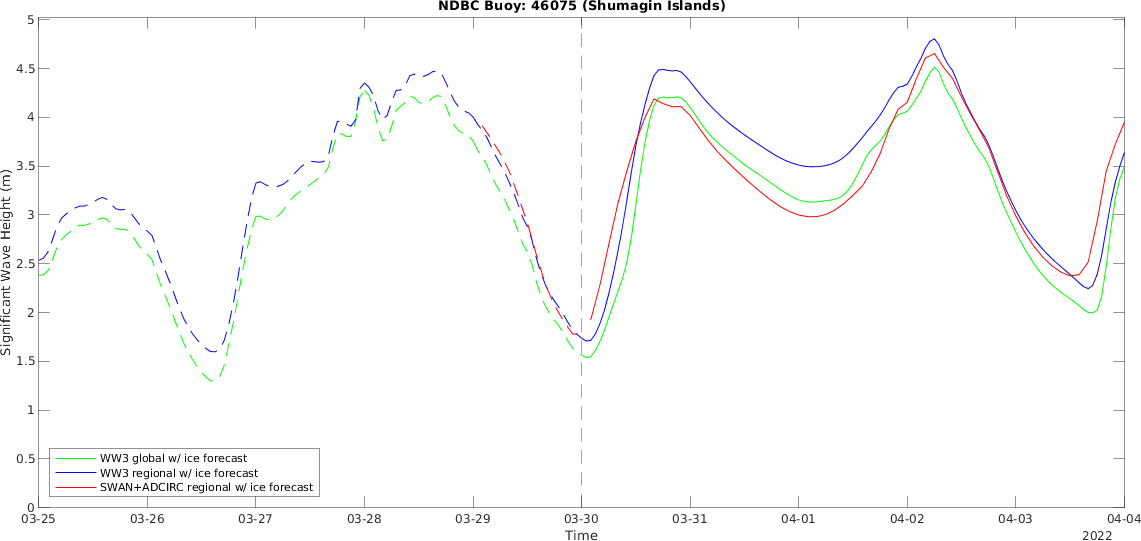 NDBC Buoy: 46075 (Shumagin Islands)
5
4.5
4
3.5
3
2.5
2
1.5
1
0.5
0
Significant Wave Height (m)
WW3 global w/ ice forecast
WW3 regional w/ ice forecast
SWAN+ADCIRC regional w/ ice forecast
03-25 03-26 03-27 03-28 03-29 03-30 03-31 04-01 04-02 04-03 04-04
Time
2022